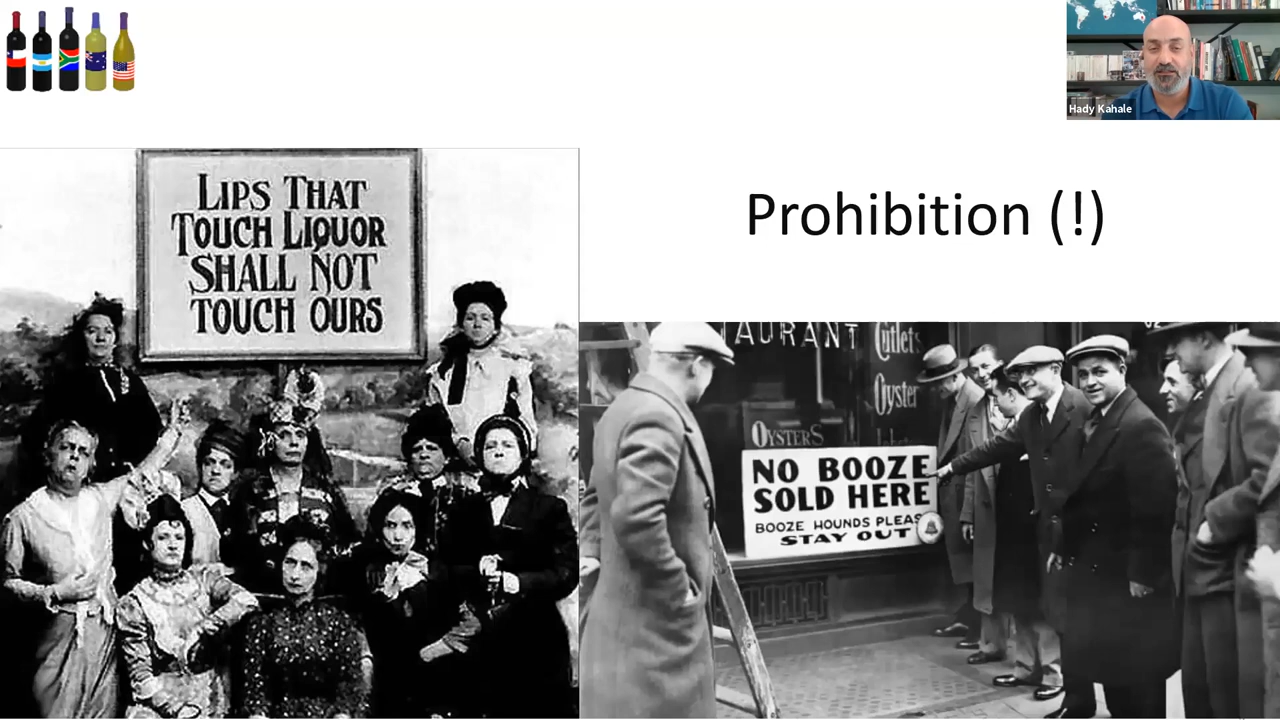 Hady Kahale
LIPS THAT
TOUCH LIQUOR
SHALL NOT
TOUCH OURS
Prohibition (!)
AURANT
Cutlets
Oyster
OYSTERS
NO BOOZE
SOLD HERE
BOOZE HOUNDS PLEAS
STAY OUT